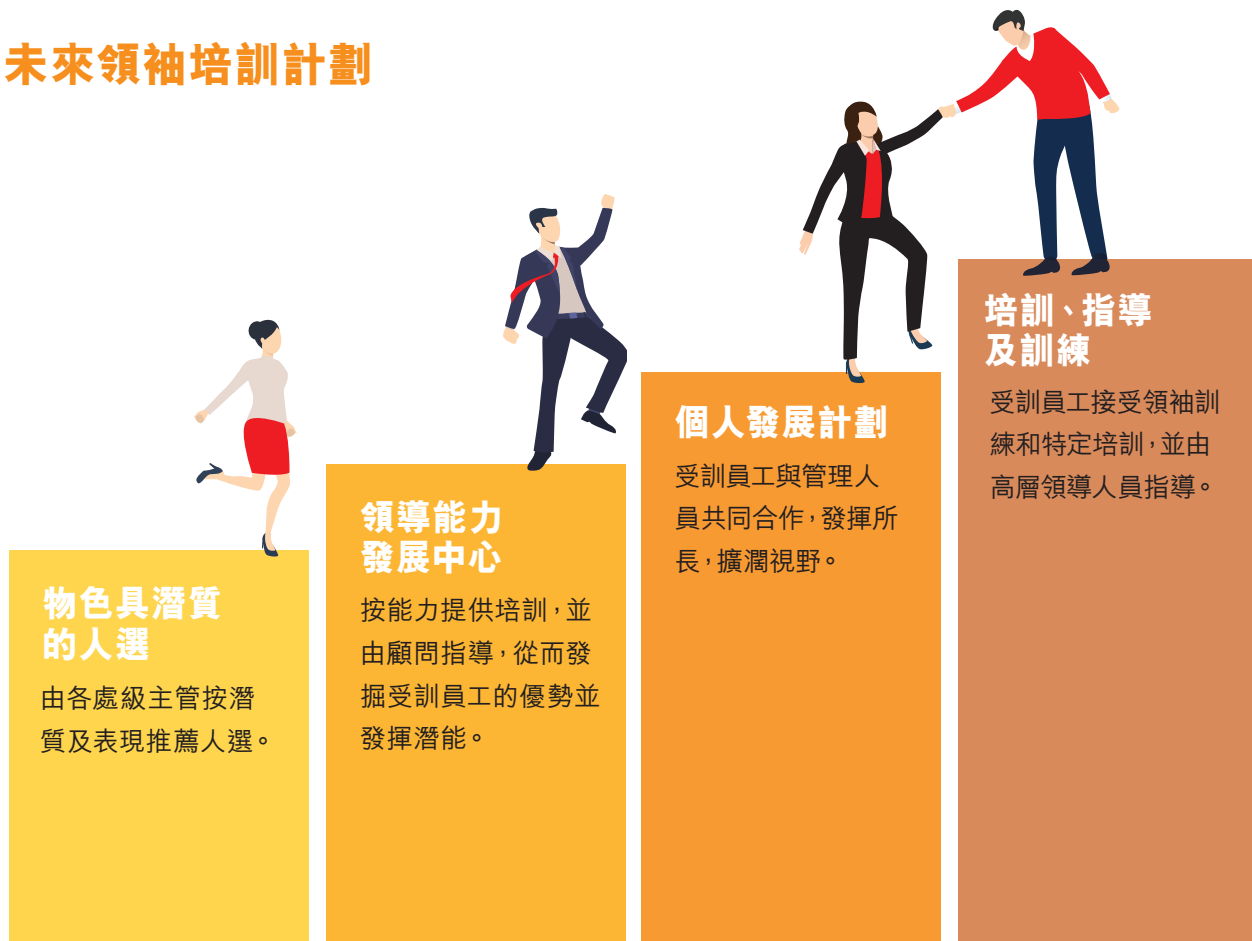 未來領袖培訓計劃
物色具潛質
的人選
由各處級主管按潛
質及表現推薦人選。
領導能力
發展中心
按能力提供培訓，並
由顧問指導，從而發
掘受訓員工的優勢並
發揮潛能。
個人發展計劃
受訓員工與管理人
員共同合作，發揮所
長，擴濶視野。
培訓、指導
及訓練
受訓員工接受領袖訓
練和特定培訓，並由
高層領導人員指導。